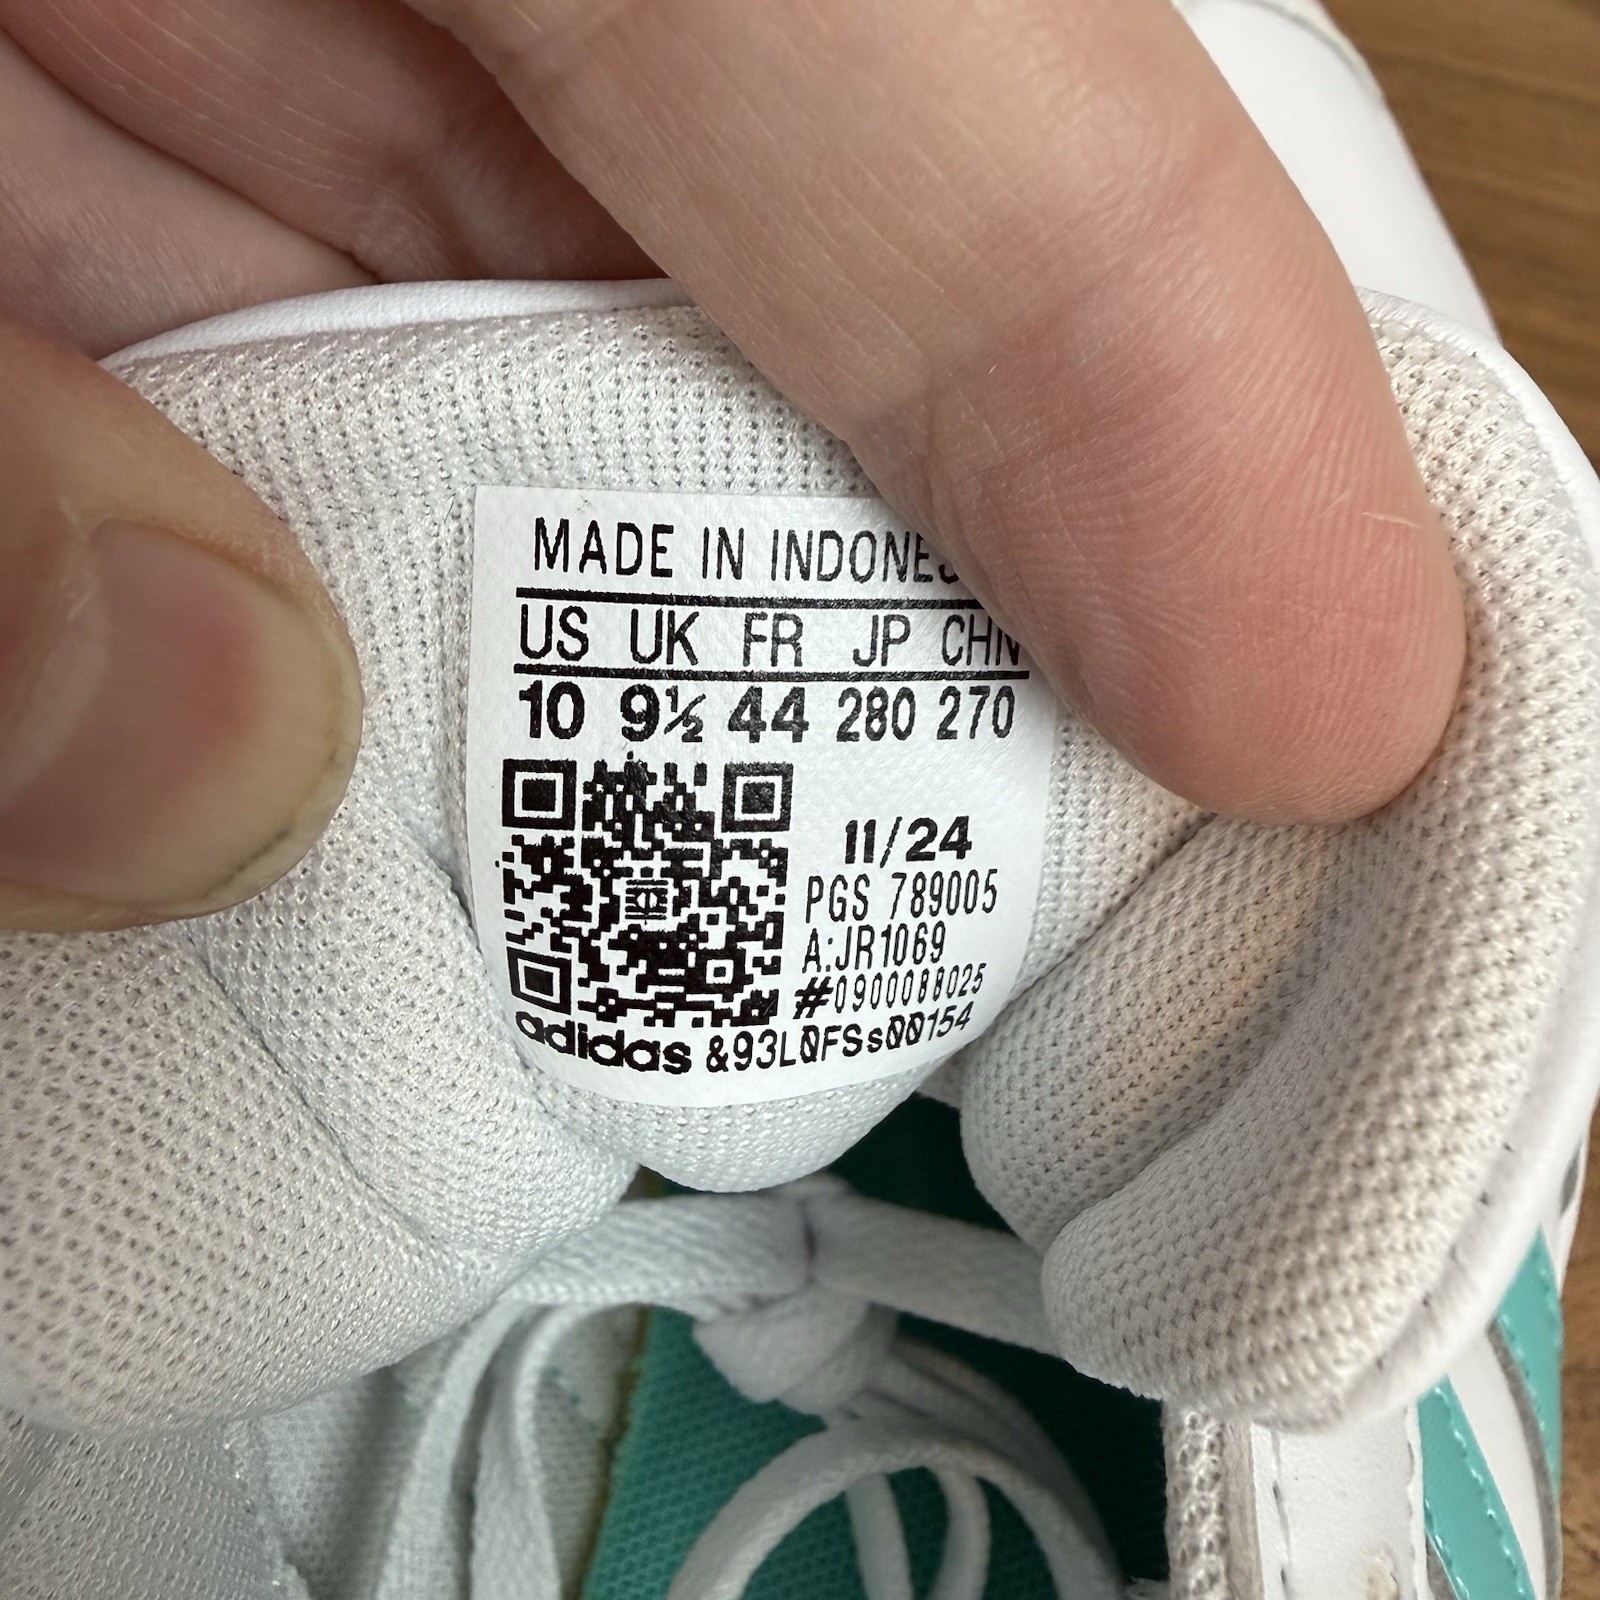 MADE IN INDONES
US UK FR JP CHN
10 9½ 44 280 270
11/24
PGS 789005
A:JR1069
#0900088025
adidas &93L0FSs00154